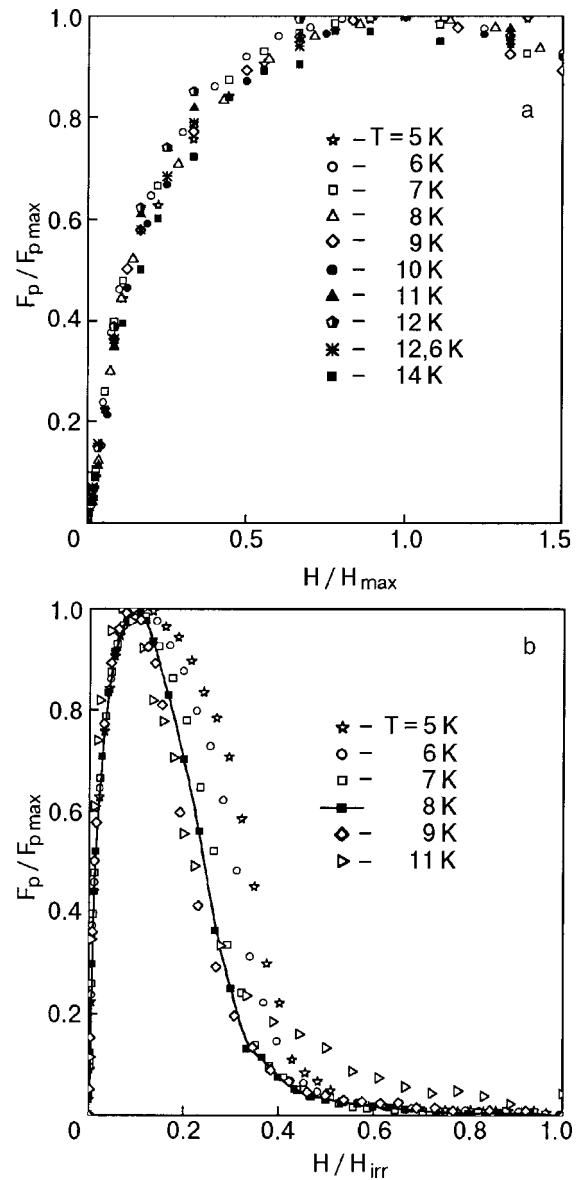 1.0
a
0.8
– T = 5 K
– 6 K
– 7 K
– 8 K
0.6
– 9 K
– 10 K
– 11 K
0.4
– 12 K
– 12,6 K
– 14 K
0.2
0
0.5
1.0
1.5
F_p / F_p max
H / H_max
1.0
b
0.8
– T = 5 K
– 6 K
– 7 K
0.6
– 8 K
– 9 K
– 11 K
0.4
0.2
0
0.2
0.4
0.6
0.8
1.0
F_p / F_p max
H / H_irr